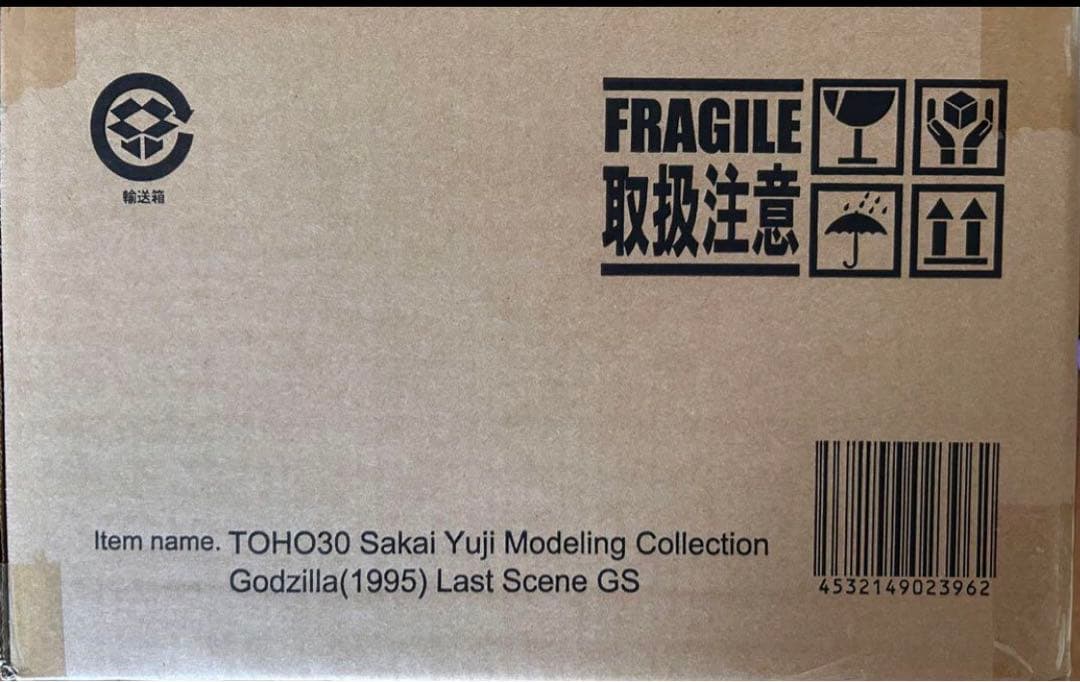 輸送箱
FRAGILE
取扱注意
Item name. TOHO30 Sakai Yuji Modeling Collection
Godzilla(1995) Last Scene GS
4532149023962